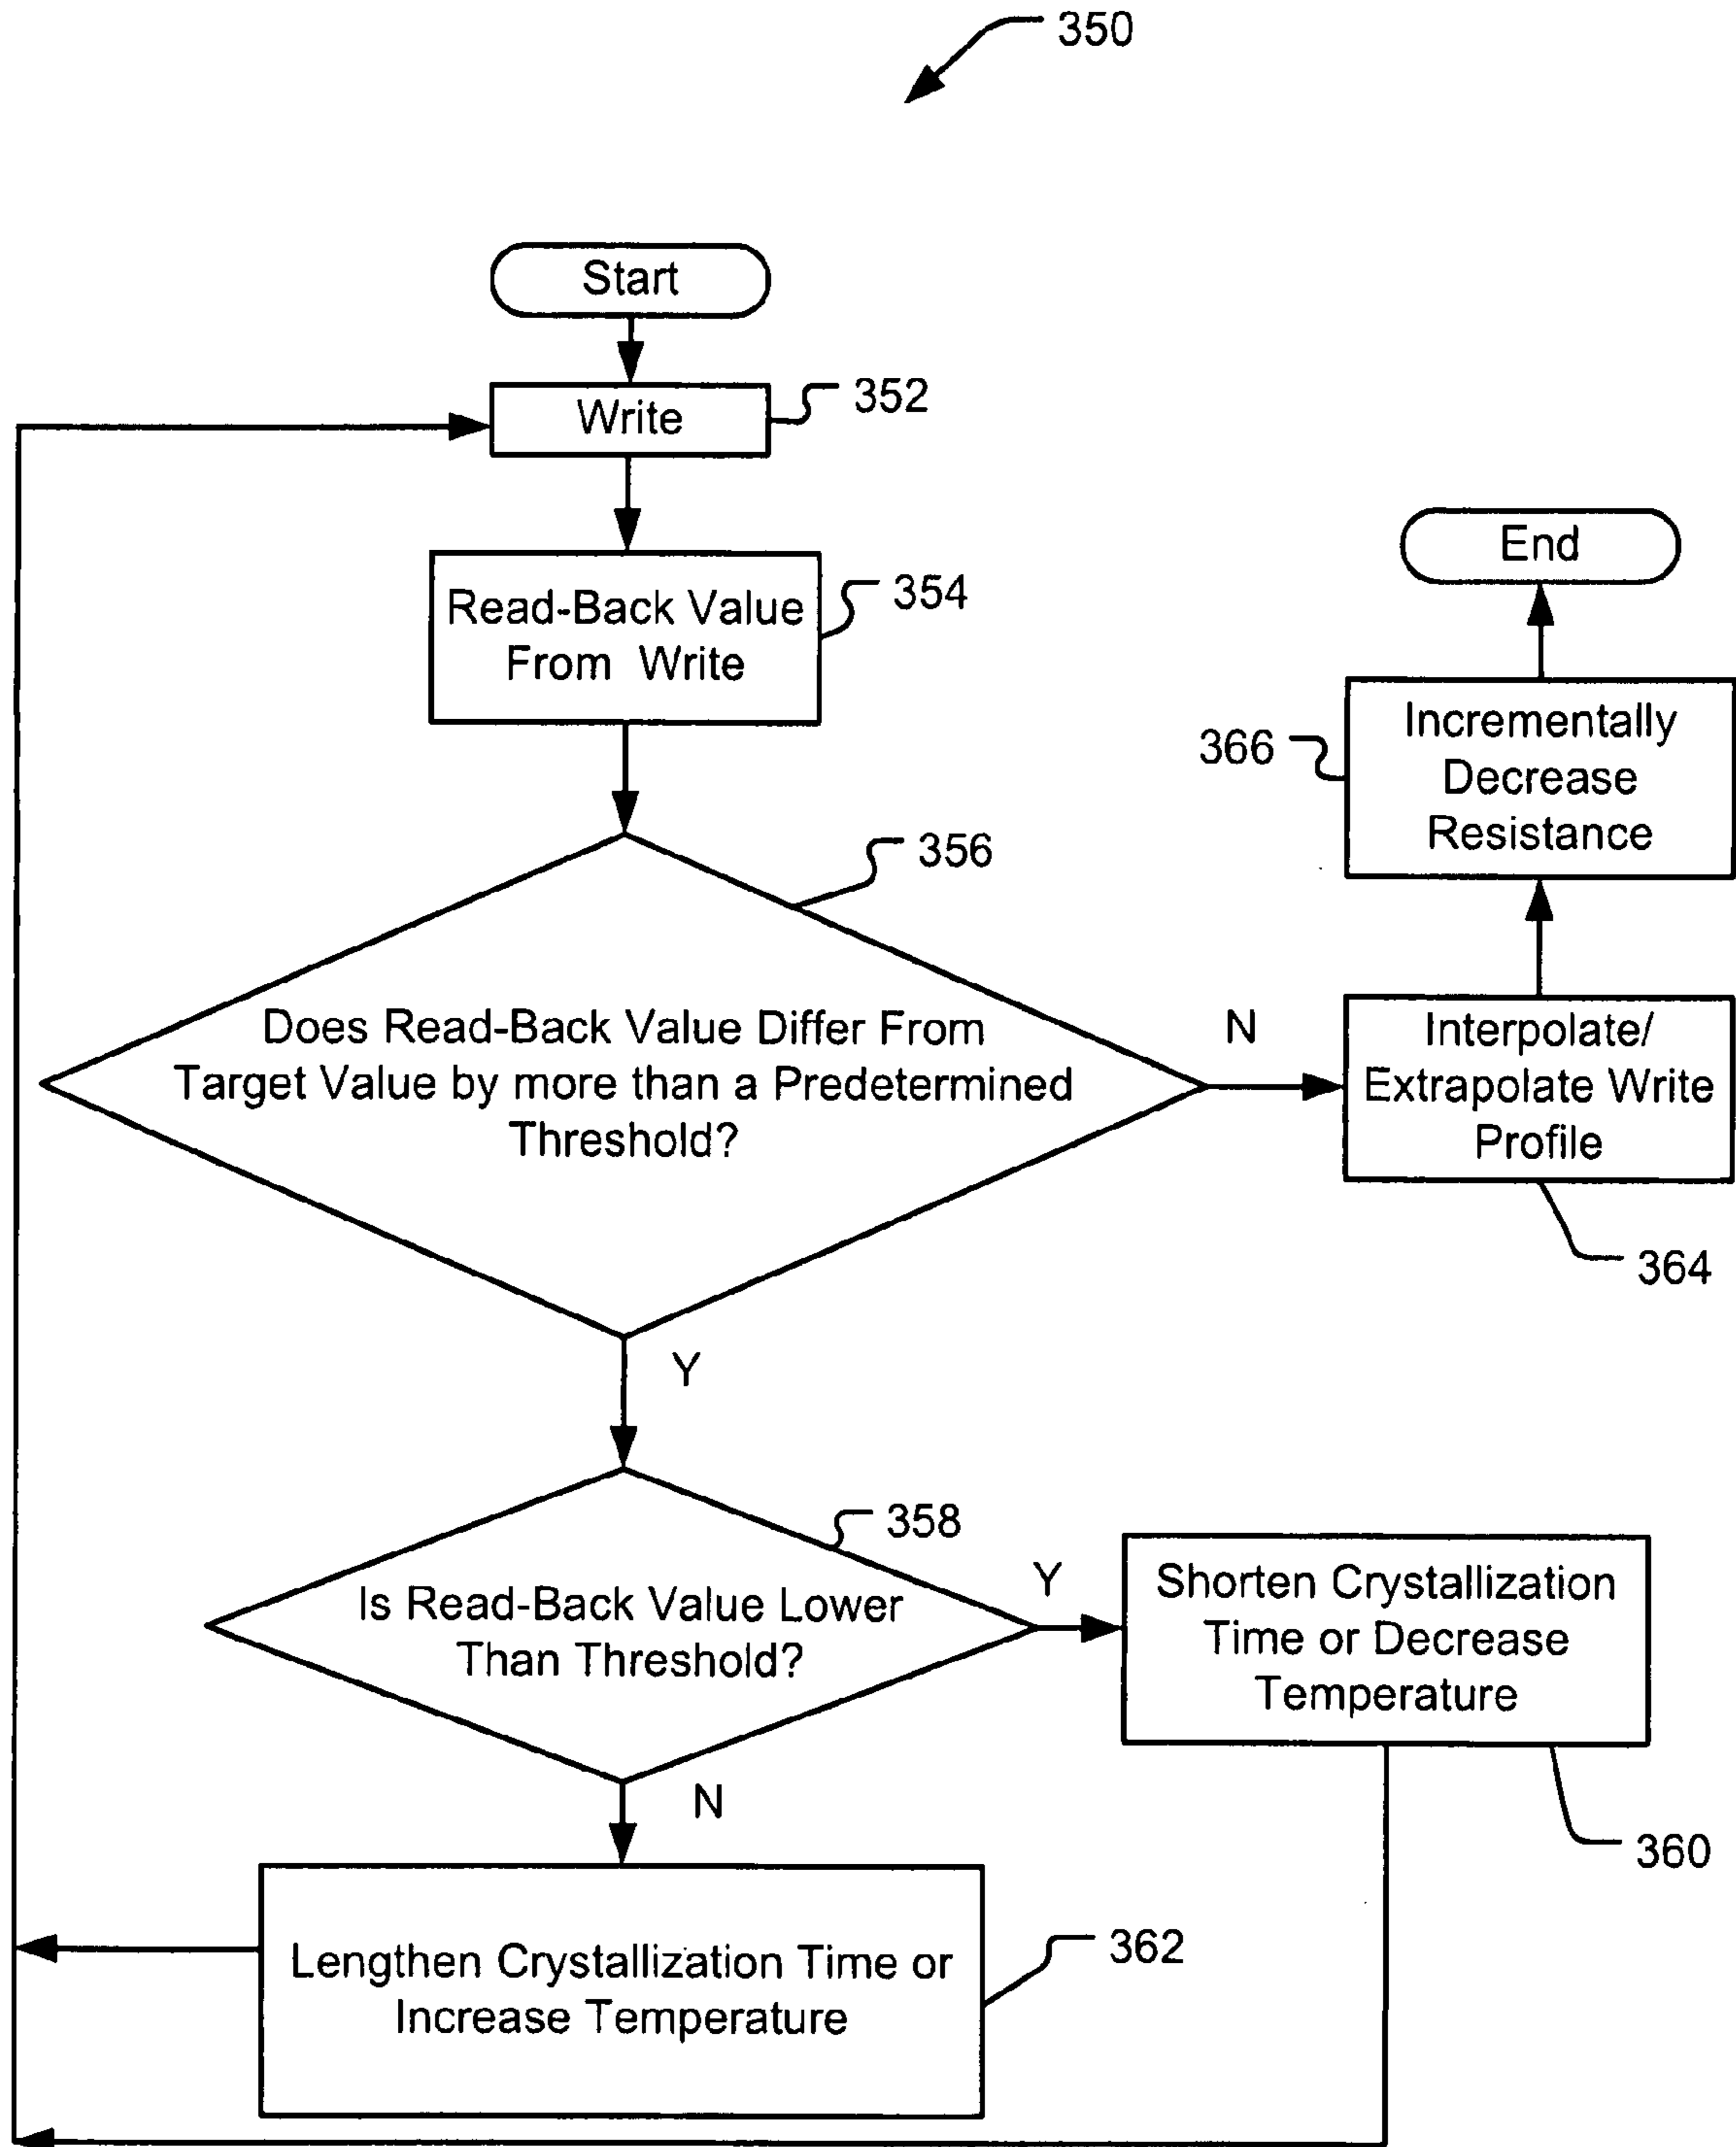 350
Start
Write
352
Read-Back Value
From Write
354
End
Incrementally
Decrease
Resistance
366
356
Does Read-Back Value Differ From
Target Value by more than a Predetermined
Threshold?
N
Interpolate/
Extrapolate Write
Profile
364
Y
358
Is Read-Back Value Lower
Than Threshold?
Y
Shorten Crystallization
Time or Decrease
Temperature
360
N
Lengthen Crystallization Time or
Increase Temperature
362